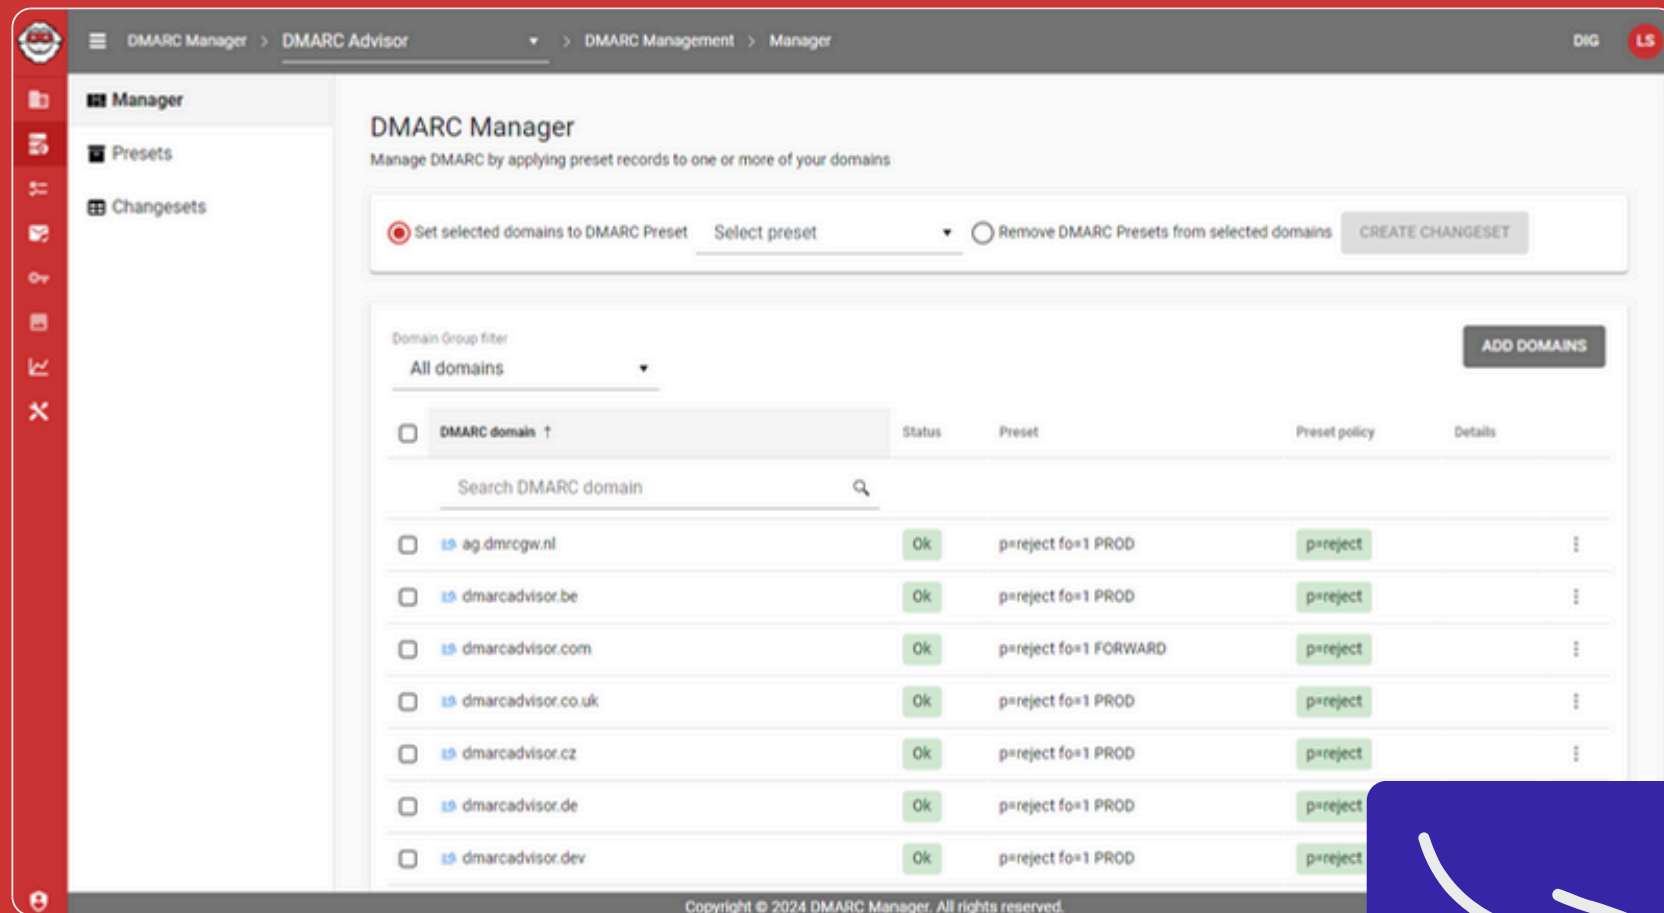 DMARC Manager > DMARC Advisor > DMARC Management > Manager DIG LS
Manager
Presets
Changesets
DMARC Manager
Manage DMARC by applying preset records to one or more of your domains
Set selected domains to DMARC Preset Select preset Remove DMARC Presets from selected domains CREATE CHANGESET
Domain Group filter
All domains
ADD DOMAINS
DMARC domain ↑ Status Preset Preset policy Details
Search DMARC domain
ag.dmrcgw.nl Ok p=reject fo=1 PROD p=reject
dmarcadvisor.be Ok p=reject fo=1 PROD p=reject
dmarcadvisor.com Ok p=reject fo=1 FORWARD p=reject
dmarcadvisor.co.uk Ok p=reject fo=1 PROD p=reject
dmarcadvisor.cz Ok p=reject fo=1 PROD p=reject
dmarcadvisor.de Ok p=reject fo=1 PROD p=reject
dmarcadvisor.dev Ok p=reject fo=1 PROD p=reject
Copyright © 2024 DMARC Manager. All rights reserved.